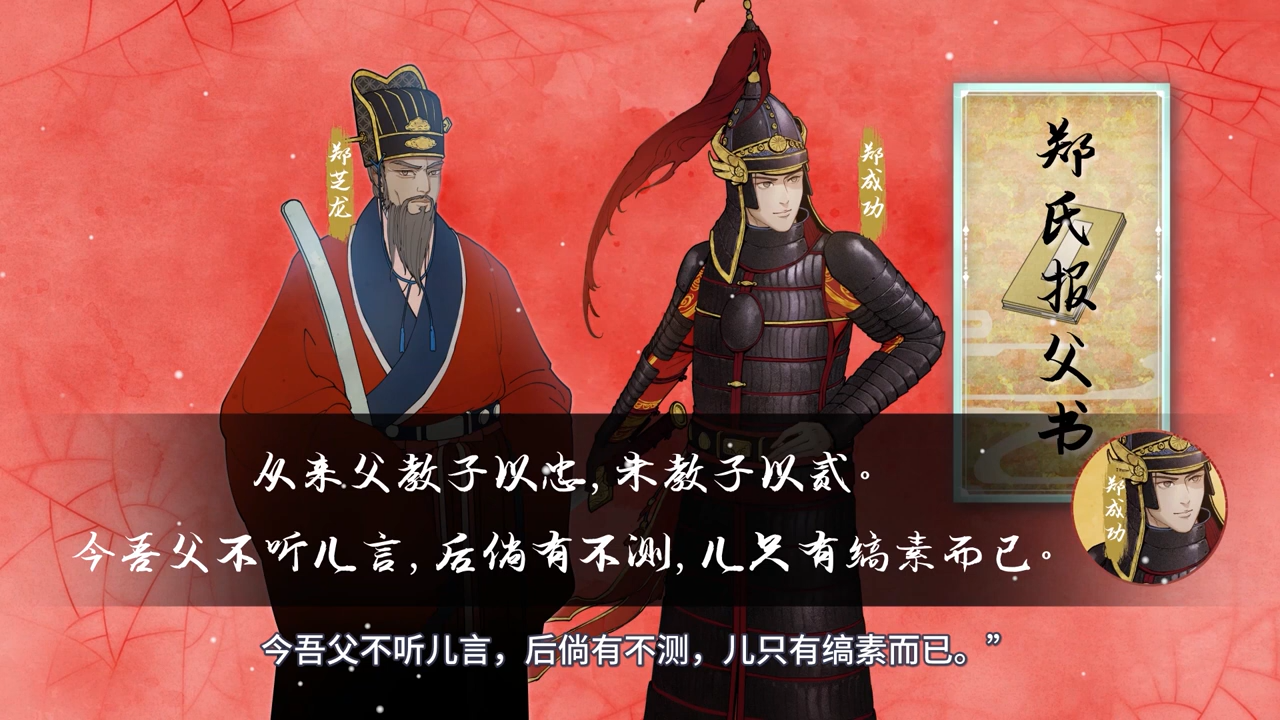 郑芝龙
郑成功
郑氏报父书
从来父教子以忠,未教子以贰。
今吾父不听儿言,后倘有不测,儿只有缟素而已。
郑成功
今吾父不听儿言，后倘有不测，儿只有缟素而已。”